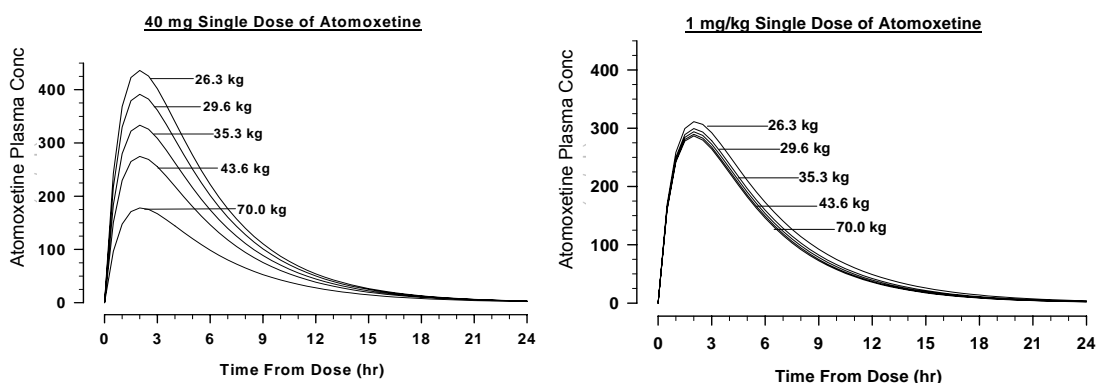 40 mg Single Dose of Atomoxetine
Atomoxetine Plasma Conc
400
300
200
100
0
26.3 kg
29.6 kg
35.3 kg
43.6 kg
70.0 kg
0 3 6 9 12 15 18 21 24
Time From Dose (hr)
1 mg/kg Single Dose of Atomoxetine
Atomoxetine Plasma Conc
400
300
200
100
0
26.3 kg
29.6 kg
35.3 kg
43.6 kg
70.0 kg
0 3 6 9 12 15 18 21 24
Time From Dose (hr)